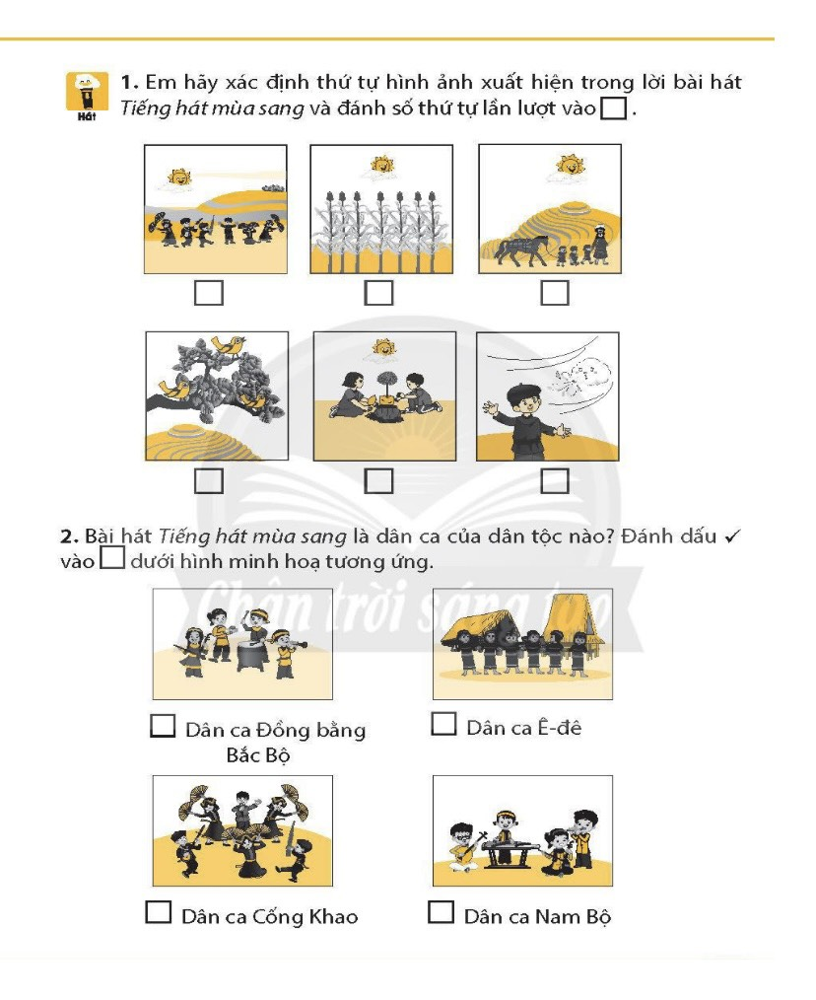 1. Em hãy xác định thứ tự hình ảnh xuất hiện trong lời bài hát
Tiếng hát mùa sang và đánh số thứ tự lần lượt vào □ .
Hát
2. Bài hát Tiếng hát mùa sang là dân ca của dân tộc nào? Đánh dấu ✓
vào □ dưới hình minh hoạ tương ứng.
Chân trời sáng tạo
Dân ca Đồng bằng
Bắc Bộ
Dân ca Ê-đê
Dân ca Cống Khao
Dân ca Nam Bộ